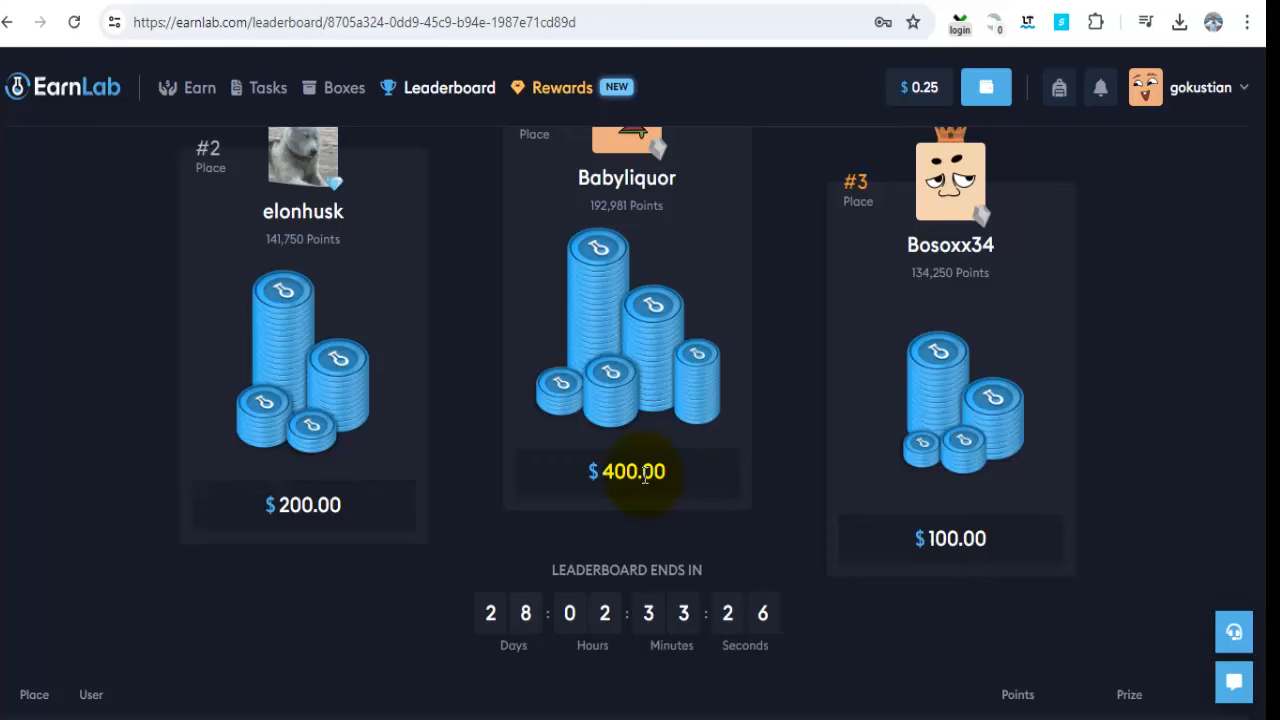 https://earnlab.com/leaderboard/8705a324-0dd9-45c9-b94e-1987e71cd89d
login
0
LT
EarnLab
Earn
Tasks
Boxes
Leaderboard
Rewards
NEW
$ 0.25
gokustian
#2
Place
elonhusk
141,750 Points
$ 200.00
Place
Babyliquor
192,981 Points
$ 400.00
#3
Place
Bosoxx34
134,250 Points
$ 100.00
LEADERBOARD ENDS IN
2 8 : 0 2 : 3 3 : 2 6
Days Hours Minutes Seconds
Place User Points Prize